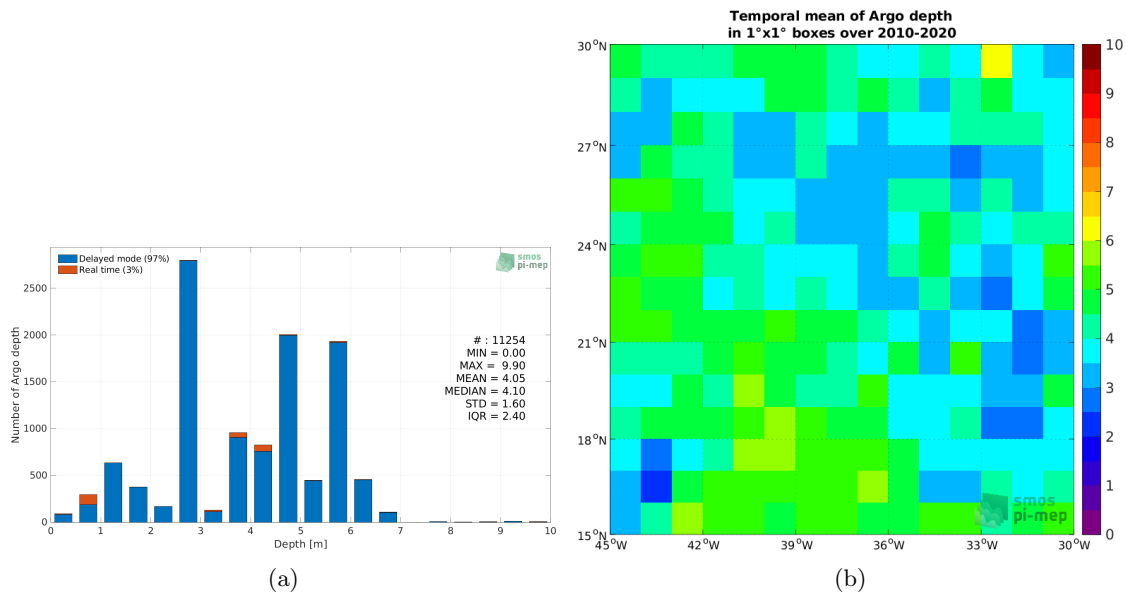 Delayed mode (97%)
Real time (3%)
smos
pi-mep
2500
2000
1500
1000
500
0
Number of Argo depth
# : 11254
MIN = 0.00
MAX = 9.90
MEAN = 4.05
MEDIAN = 4.10
STD = 1.60
IQR = 2.40
0 1 2 3 4 5 6 7 8 9 10
Depth [m]
(a)
Temporal mean of Argo depth
in 1°x1° boxes over 2010-2020
30°N
27°N
24°N
21°N
18°N
15°N
45°W 42°W 39°W 36°W 33°W 30°W
smos
pi-mep
10
9
8
7
6
5
4
3
2
1
0
(b)